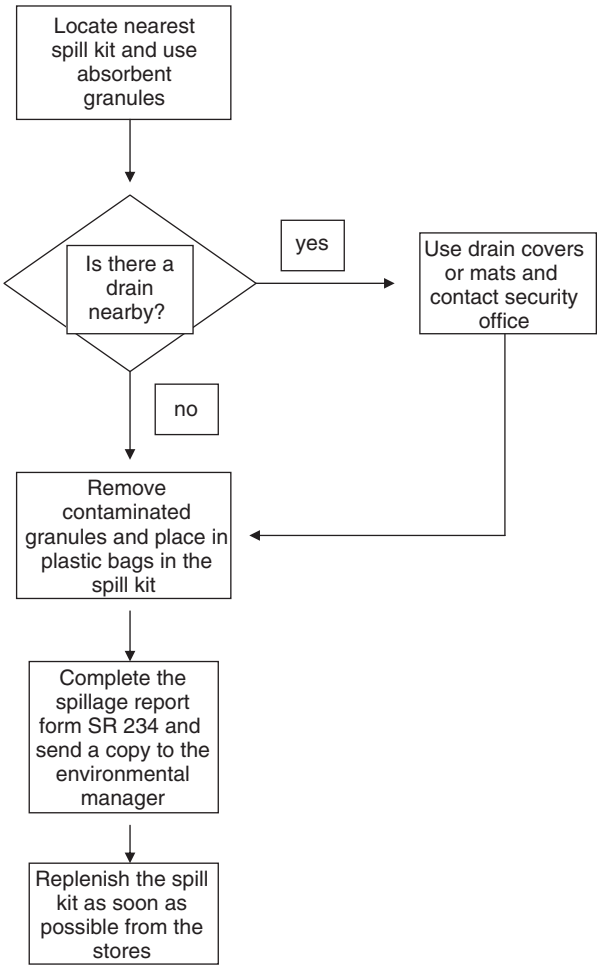 Locate nearest
spill kit and use
absorbent
granules
Is there a
drain
nearby?
yes
Use drain covers
or mats and
contact security
office
no
Remove
contaminated
granules and place in
plastic bags in the
spill kit
Complete the
spillage report
form SR 234 and
send a copy to the
environmental
manager
Replenish the spill
kit as soon as
possible from the
stores